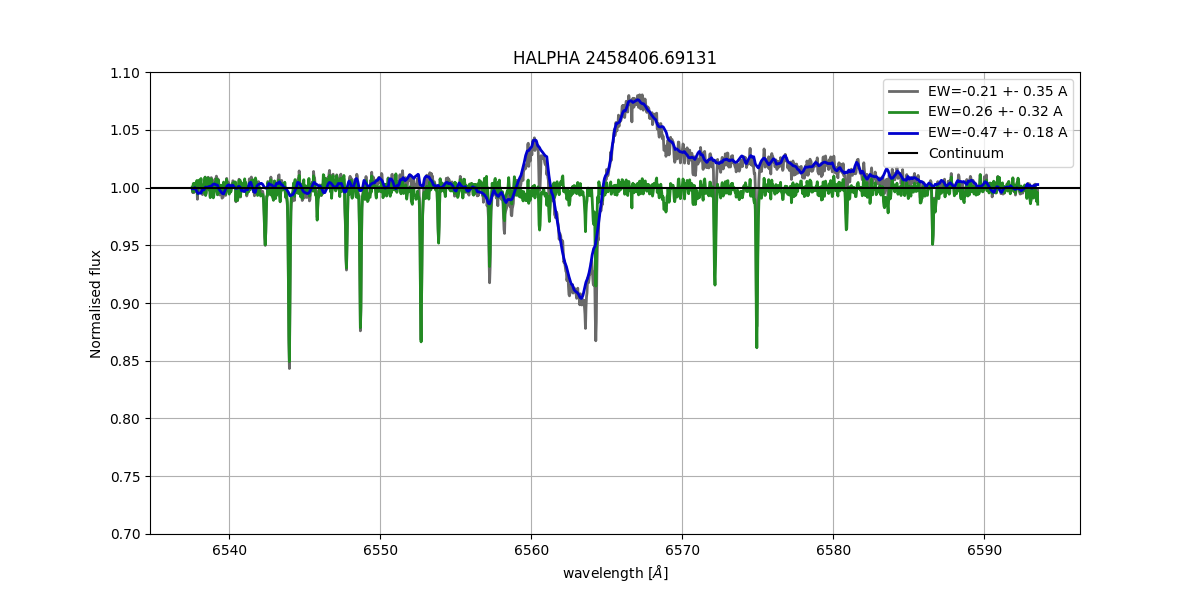 HALPHA 2458406.69131
EW=-0.21 +- 0.35 A
EW=0.26 +- 0.32 A
EW=-0.47 +- 0.18 A
Continuum
Normalised flux
1.10
1.05
1.00
0.95
0.90
0.85
0.80
0.75
0.70
6540 6550 6560 6570 6580 6590
wavelength [Å]